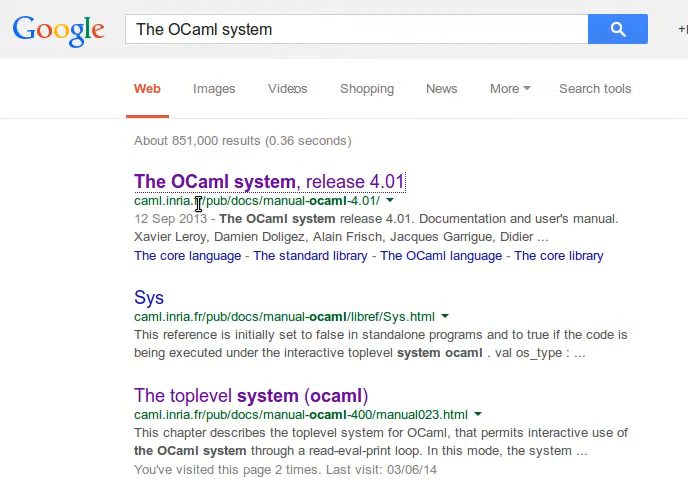 Google The OCaml system
Web Images Videos Shopping News More Search tools
About 851,000 results (0.36 seconds)
The OCaml system, release 4.01
caml.inria.fr/pub/docs/manual-ocaml-4.01/
12 Sep 2013 - The OCaml system release 4.01. Documentation and user's manual.
Xavier Leroy, Damien Doligez, Alain Frisch, Jacques Garrigue, Didier ...
The core language - The standard library - The OCaml language - The core library
Sys
caml.inria.fr/pub/docs/manual-ocaml/libref/Sys.html
This reference is initially set to false in standalone programs and to true if the code is
being executed under the interactive toplevel system ocaml . val os_type : ...
The toplevel system (ocaml)
caml.inria.fr/pub/docs/manual-ocaml-400/manual023.html
This chapter describes the toplevel system for OCaml, that permits interactive use of
the OCaml system through a read-eval-print loop. In this mode, the system ...
You've visited this page 2 times. Last visit: 03/06/14